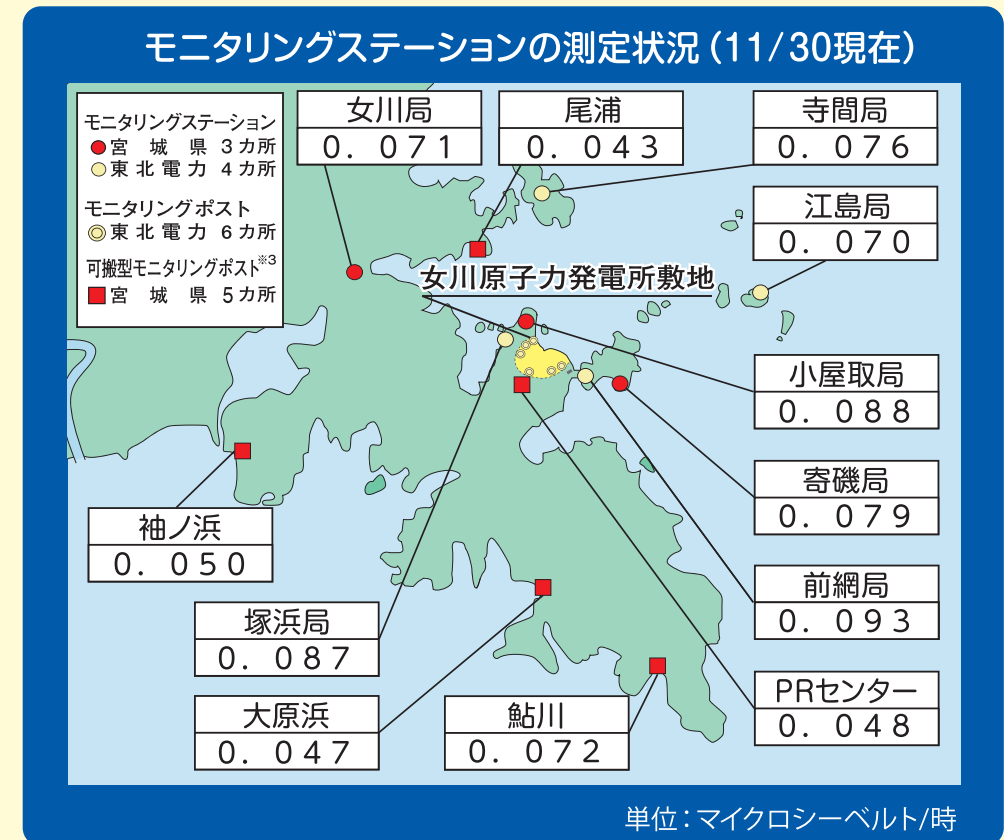 モニタリングステーションの測定状況（11/30現在）
モニタリングステーション
宮城県 3カ所
東北電力 4カ所
モニタリングポスト
東北電力 6カ所
可搬型モニタリングポスト※3
宮城県 5カ所
女川局
0.071
尾浦
0.043
寺間局
0.076
江島局
0.070
女川原子力発電所敷地
小屋取局
0.088
寄磯局
0.079
袖ノ浜
0.050
前網局
0.093
塚浜局
0.087
PRセンター
0.048
大原浜
0.047
鮎川
0.072
単位：マイクロシーベルト/時